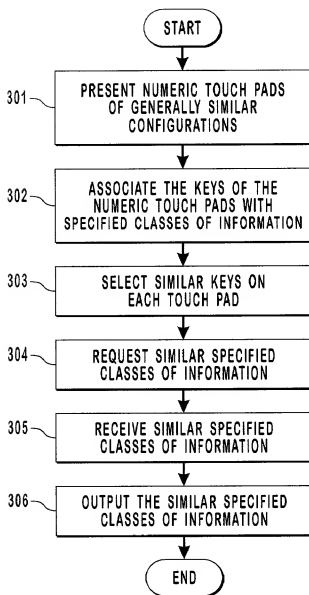 START
301
PRESENT NUMERIC TOUCH PADS
OF GENERALLY SIMILAR
CONFIGURATIONS
302
ASSOCIATE THE KEYS OF THE
NUMERIC TOUCH PADS WITH
SPECIFIED CLASSES OF INFORMATION
303
SELECT SIMILAR KEYS ON
EACH TOUCH PAD
304
REQUEST SIMILAR SPECIFIED
CLASSES OF INFORMATION
305
RECEIVE SIMILAR SPECIFIED
CLASSES OF INFORMATION
306
OUTPUT THE SIMILAR SPECIFIED
CLASSES OF INFORMATION
END